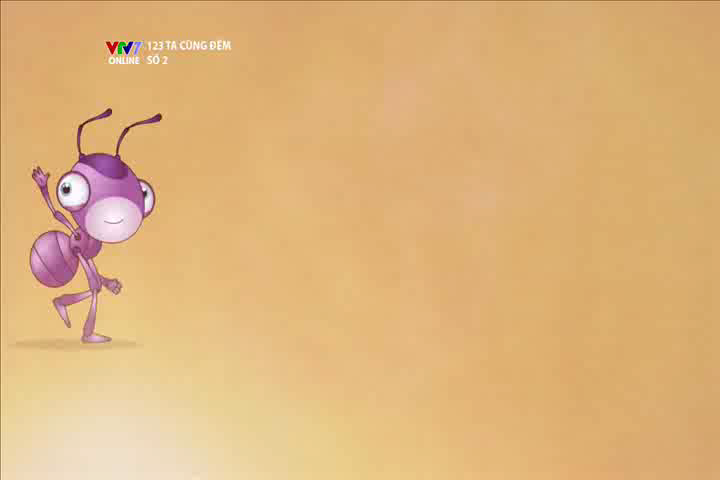 VTV7 123 TA CÙNG ĐẾM
ONLINE SỐ 2